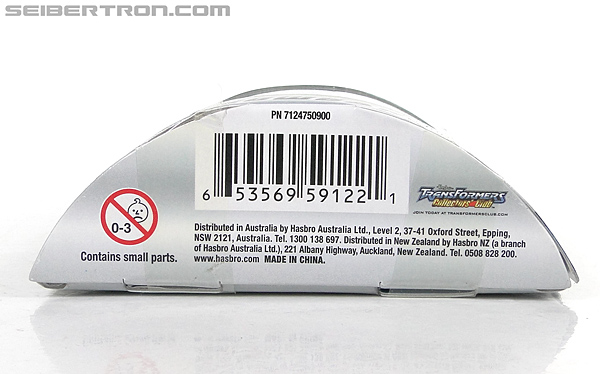 SEIBERTRON.COM
PN 7124750900
6 53569 59122 1
TRANSFORMERS
Collectors' Club
JOIN TODAY AT TRANSFORMERSCLUB.COM
0-3
Contains small parts.
Distributed in Australia by Hasbro Australia Ltd., Level 2, 37-41 Oxford Street, Epping,
NSW 2121, Australia. Tel. 1300 138 697. Distributed in New Zealand by Hasbro NZ (a branch
of Hasbro Australia Ltd.), 221 Albany Highway, Auckland, New Zealand. Tel. 0508 828 200.
www.hasbro.com MADE IN CHINA.